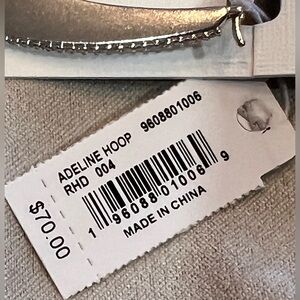 ADELINE HOOP 9608801006
RHD 004
1 96088 01006 9
MADE IN CHINA
$70.00